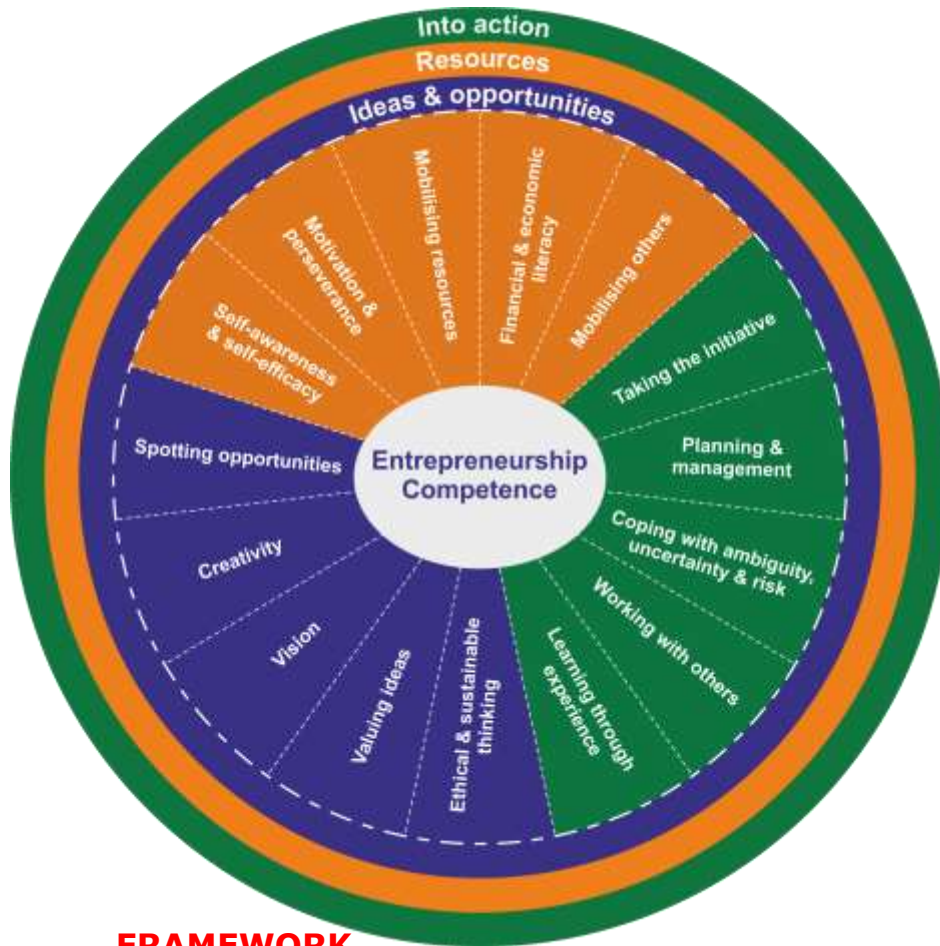 Into action
Resources
Ideas & opportunities
Self-awareness
& self-efficacy
Motivation &
perseverance
Mobilising resources
Financial & economic
literacy
Mobilising others
Taking the initiative
Planning &
management
Coping with ambiguity,
uncertainty & risk
Working with others
Learning through
experience
Ethical & sustainable
thinking
Valuing ideas
Vision
Creativity
Spotting opportunities
Entrepreneurship
Competence
FRAMEWORK